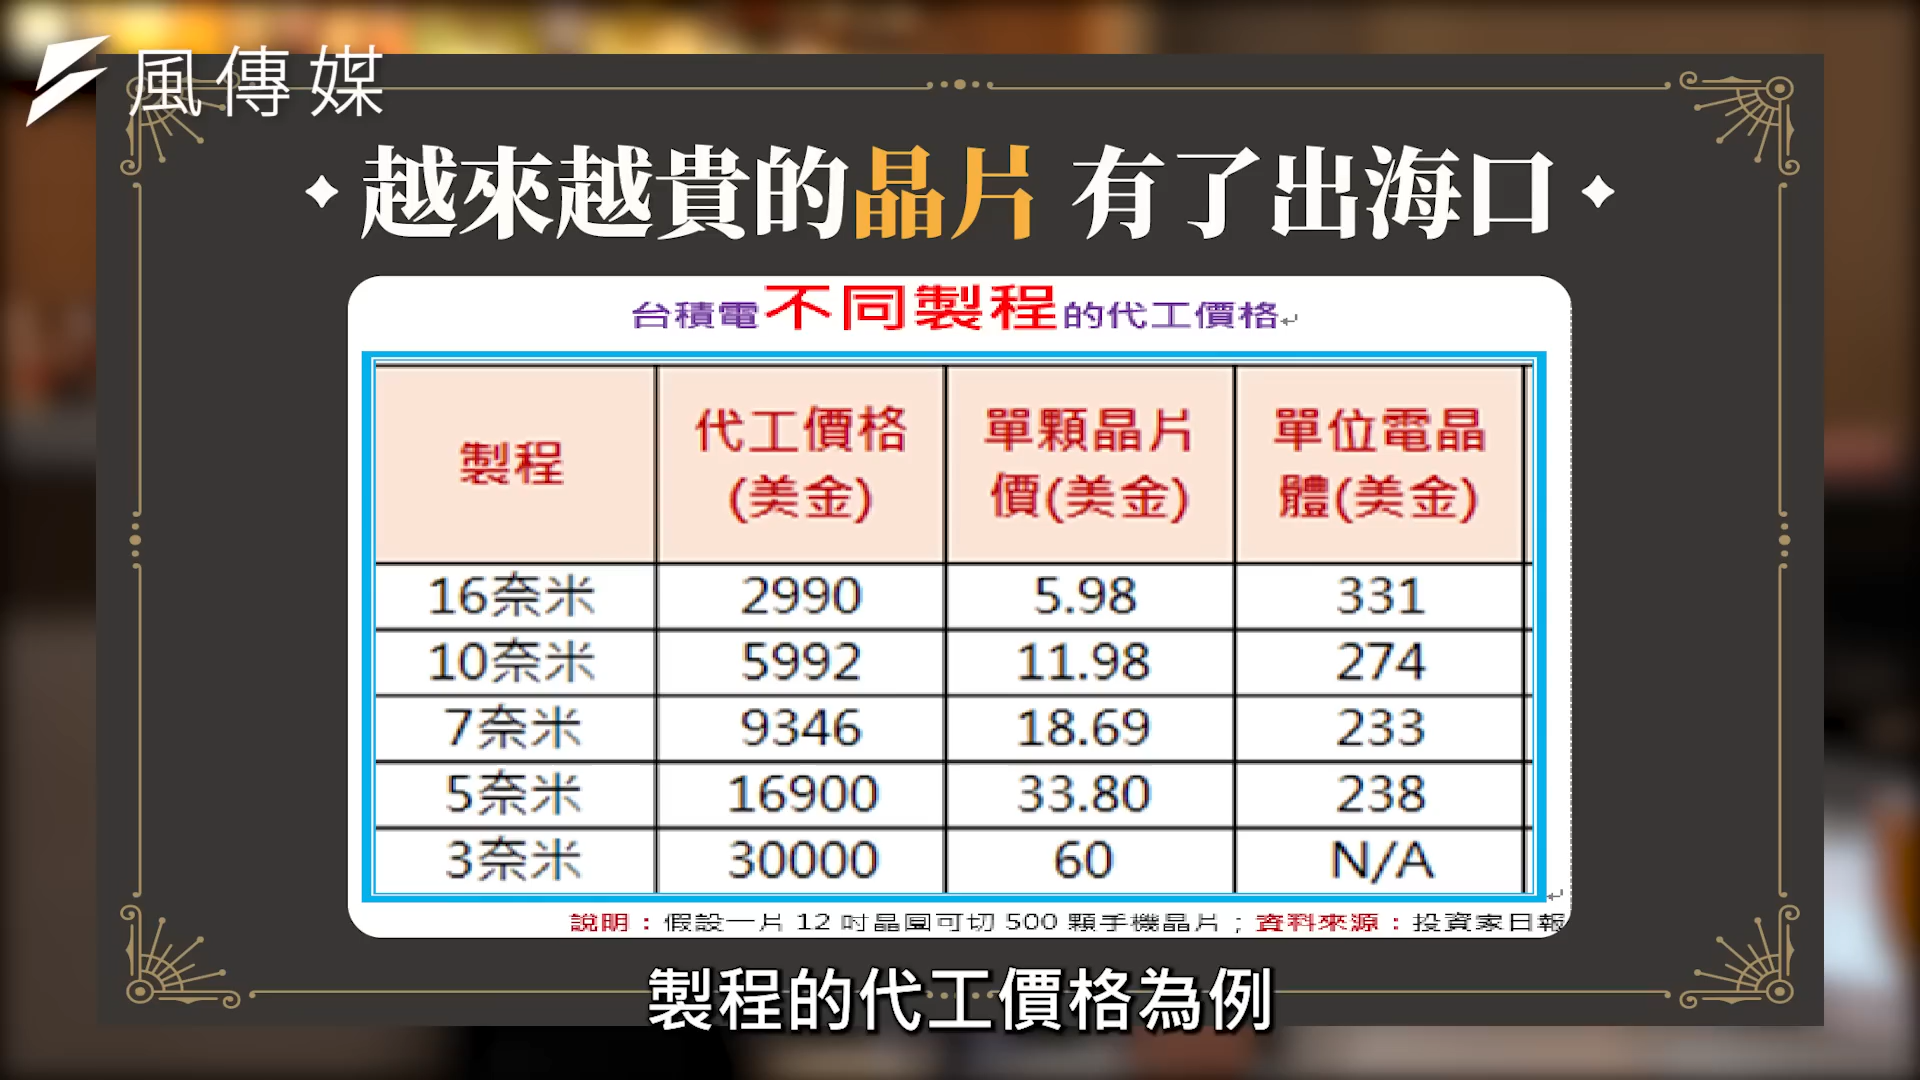 風傳媒
越來越貴的晶片 有了出海口
台積電不同製程的代工價格
製程 代工價格(美金) 單顆晶片價(美金) 單位電晶體(美金)
16奈米 2990 5.98 331
10奈米 5992 11.98 274
7奈米 9346 18.69 233
5奈米 16900 33.80 238
3奈米 30000 60 N/A
說明：假設一片 12 吋晶圓可切 500 顆手機晶片；資料來源：投資家日報
製程的代工價格為例